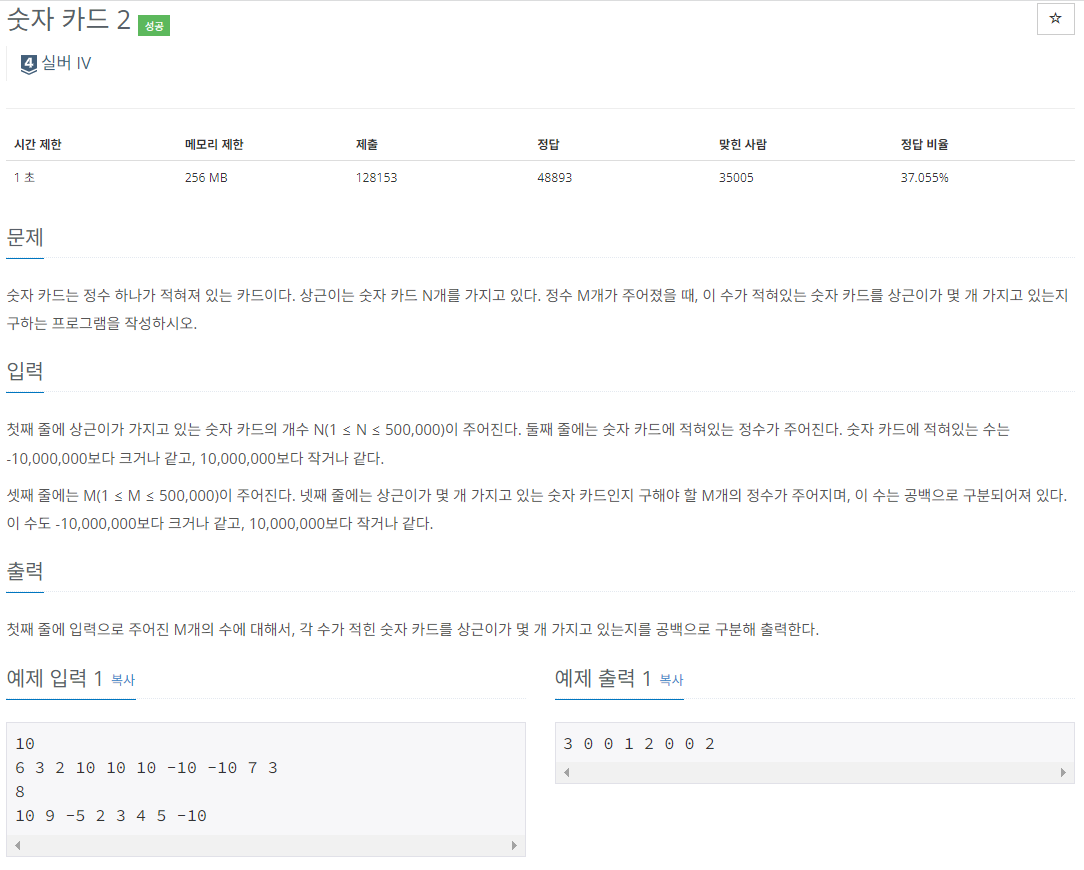 숫자 카드 2 성공
☆
4 실버 IV
시간 제한 메모리 제한 제출 정답 맞힌 사람 정답 비율
1 초 256 MB 128153 48893 35005 37.055%
문제
숫자 카드는 정수 하나가 적혀져 있는 카드이다. 상근이는 숫자 카드 N개를 가지고 있다. 정수 M개가 주어졌을 때, 이 수가 적혀있는 숫자 카드를 상근이가 몇 개 가지고 있는지
구하는 프로그램을 작성하시오.
입력
첫째 줄에 상근이가 가지고 있는 숫자 카드의 개수 N(1 ≤ N ≤ 500,000)이 주어진다. 둘째 줄에는 숫자 카드에 적혀있는 정수가 주어진다. 숫자 카드에 적혀있는 수는
-10,000,000보다 크거나 같고, 10,000,000보다 작거나 같다.
셋째 줄에는 M(1 ≤ M ≤ 500,000)이 주어진다. 넷째 줄에는 상근이가 몇 개 가지고 있는 숫자 카드인지 구해야 할 M개의 정수가 주어지며, 이 수는 공백으로 구분되어져 있다.
이 수도 -10,000,000보다 크거나 같고, 10,000,000보다 작거나 같다.
출력
첫째 줄에 입력으로 주어진 M개의 수에 대해서, 각 수가 적힌 숫자 카드를 상근이가 몇 개 가지고 있는지를 공백으로 구분해 출력한다.
예제 입력 1 복사
10
6 3 2 10 10 10 -10 -10 7 3
8
10 9 -5 2 3 4 5 -10
예제 출력 1 복사
3 0 0 1 2 0 0 2